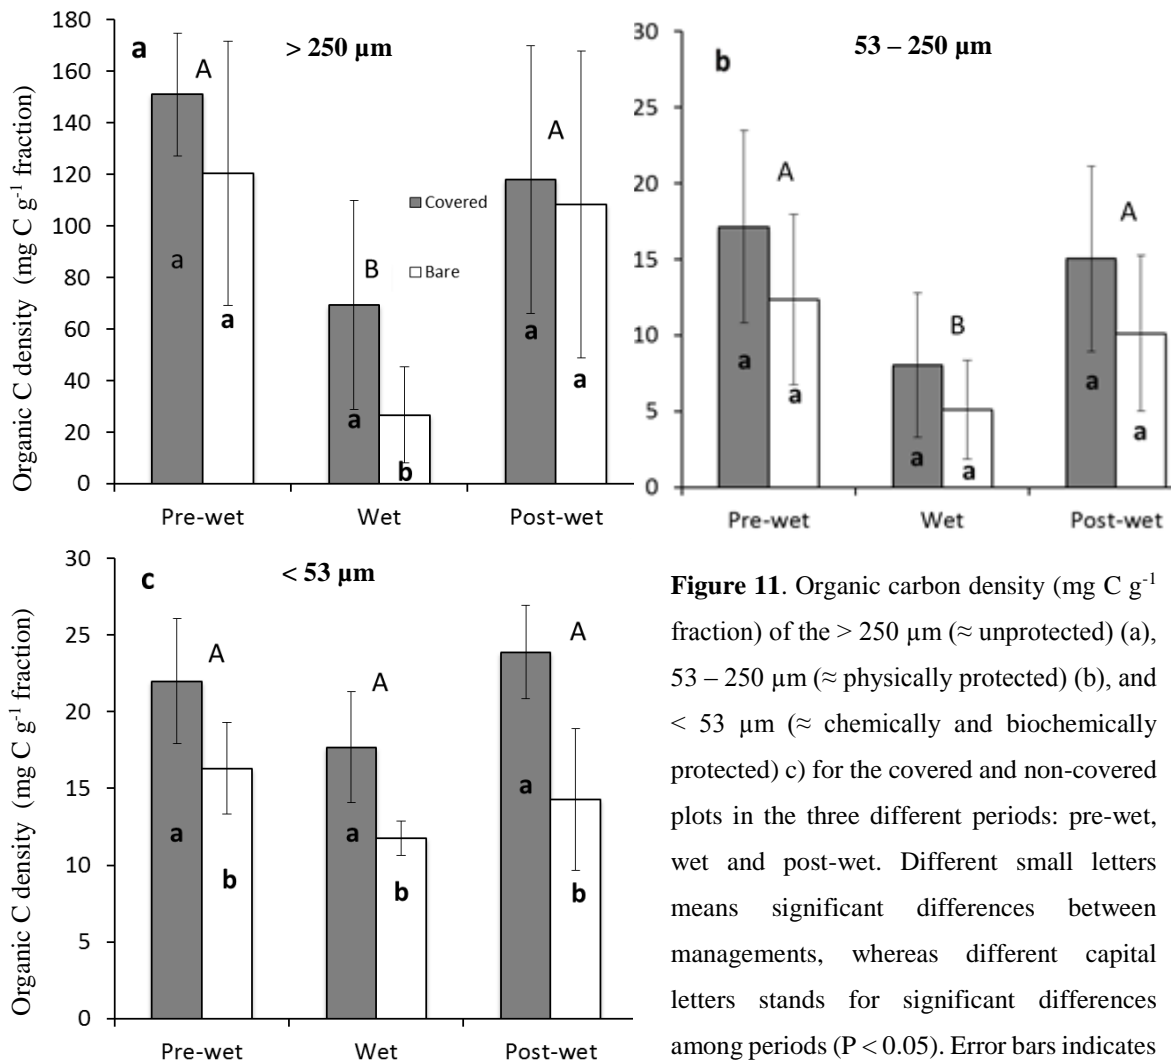 a
> 250 µm
Organic C density (mg C g-1 fraction)
180
160
140
120
100
80
60
40
20
0
A
a
a
B
a
b
A
a
a
Covered
Bare
Pre-wet Wet Post-wet
b
53 – 250 µm
30
25
20
15
10
5
0
A
a
a
B
a
a
A
a
a
Pre-wet Wet Post-wet
c
< 53 µm
Organic C density (mg C g-1 fraction)
30
25
20
15
10
5
0
A
a
b
A
a
b
A
a
b
Pre-wet Wet Post-wet
Figure 11. Organic carbon density (mg C g-1
fraction) of the > 250 µm (≈ unprotected) (a),
53 – 250 µm (≈ physically protected) (b), and
< 53 µm (≈ chemically and biochemically
protected) c) for the covered and non-covered
plots in the three different periods: pre-wet,
wet and post-wet. Different small letters
means significant differences between
managements, whereas different capital
letters stands for significant differences
among periods (P < 0.05). Error bars indicates